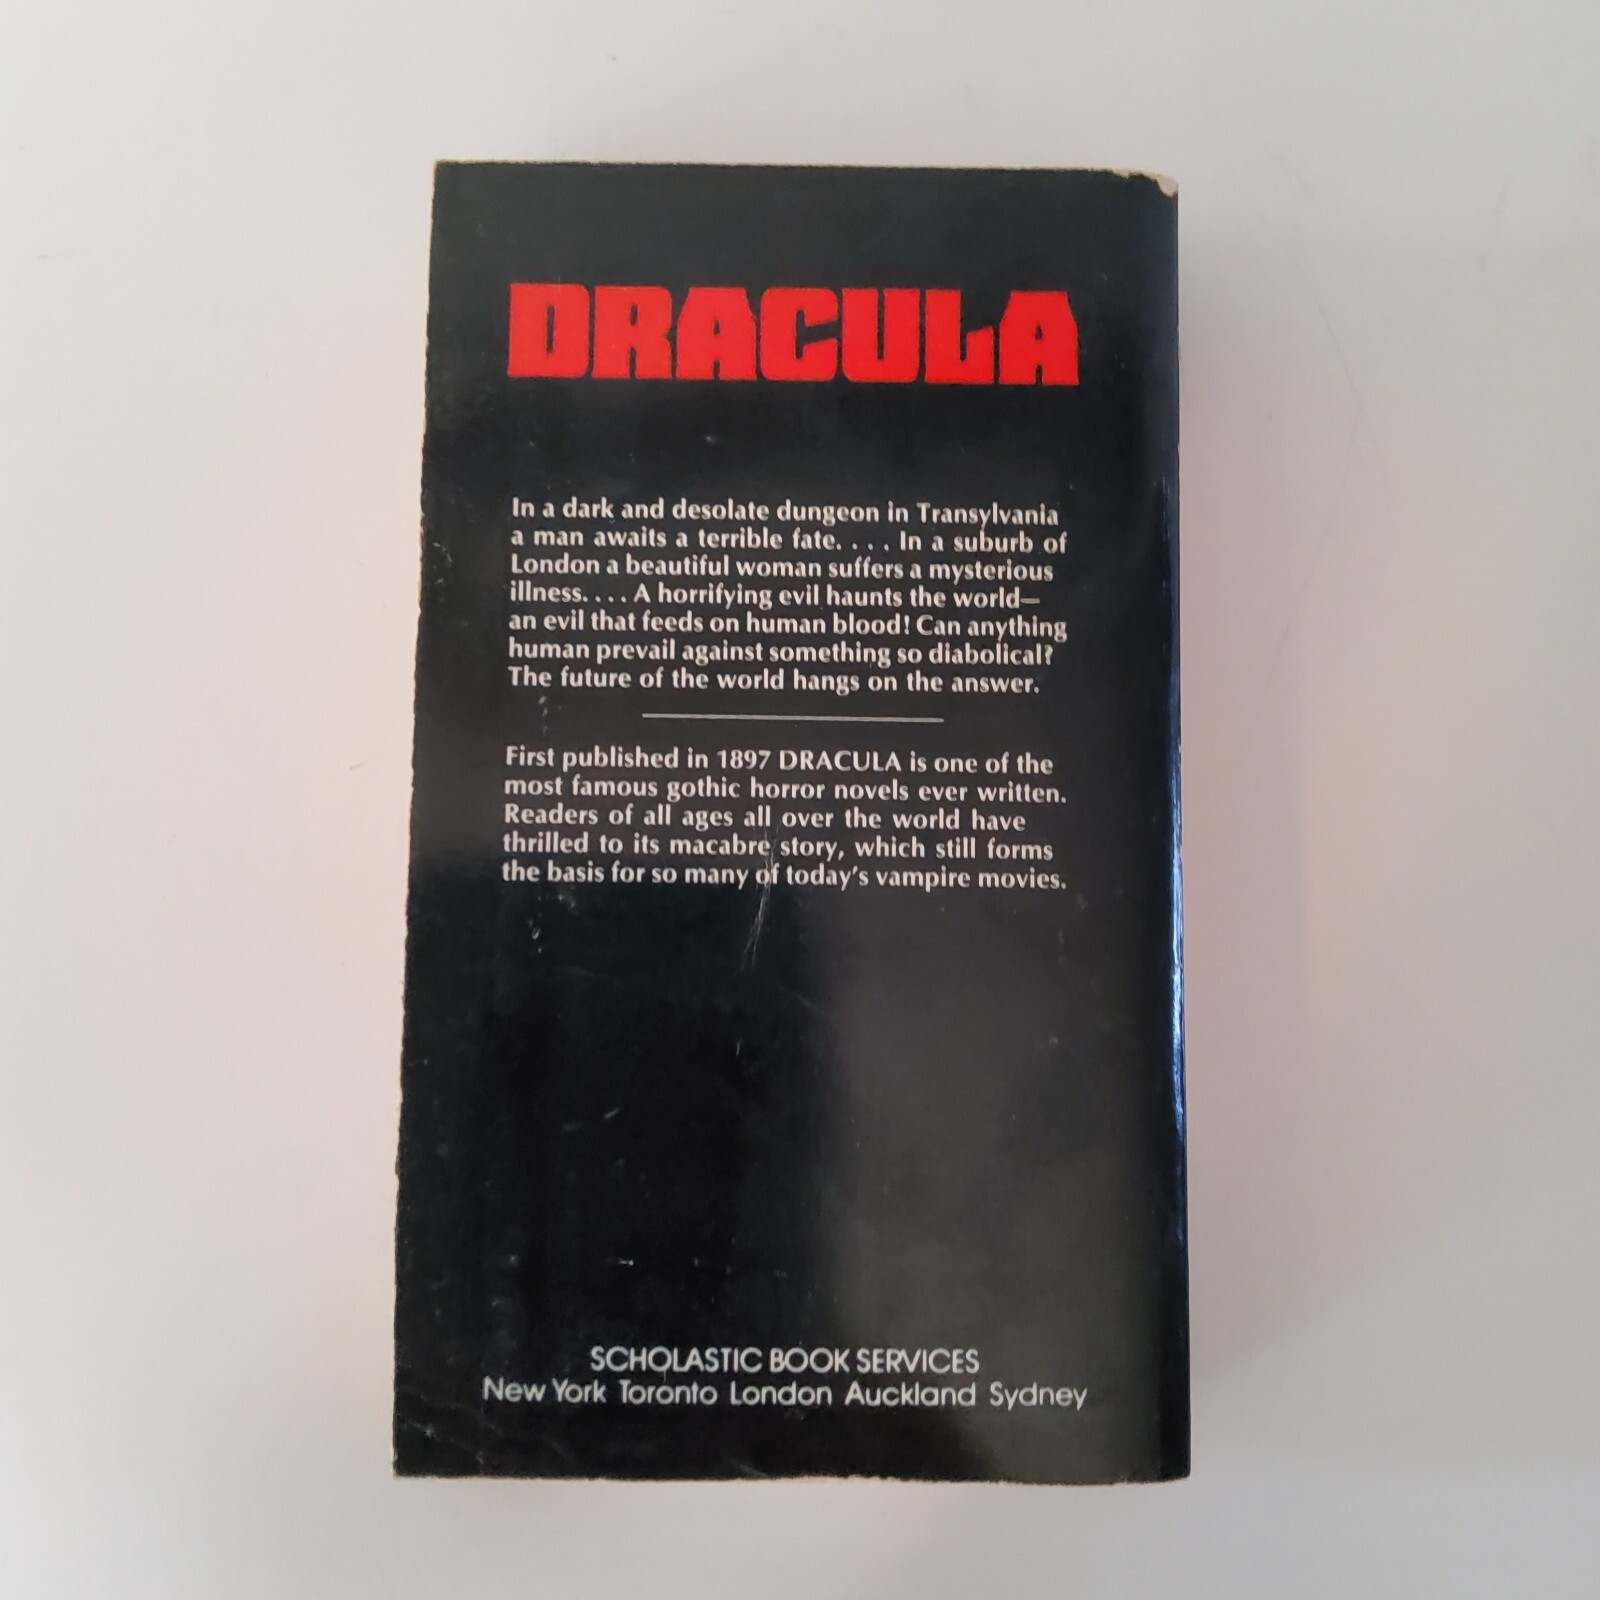 DRACULA
In a dark and desolate dungeon in Transylvania
a man awaits a terrible fate. . . . In a suburb of
London a beautiful woman suffers a mysterious
illness. . . . A horrifying evil haunts the world—
an evil that feeds on human blood! Can anything
human prevail against something so diabolical?
The future of the world hangs on the answer.
First published in 1897 DRACULA is one of the
most famous gothic horror novels ever written.
Readers of all ages all over the world have
thrilled to its macabre story, which still forms
the basis for so many of today's vampire movies.
SCHOLASTIC BOOK SERVICES
New York Toronto London Auckland Sydney